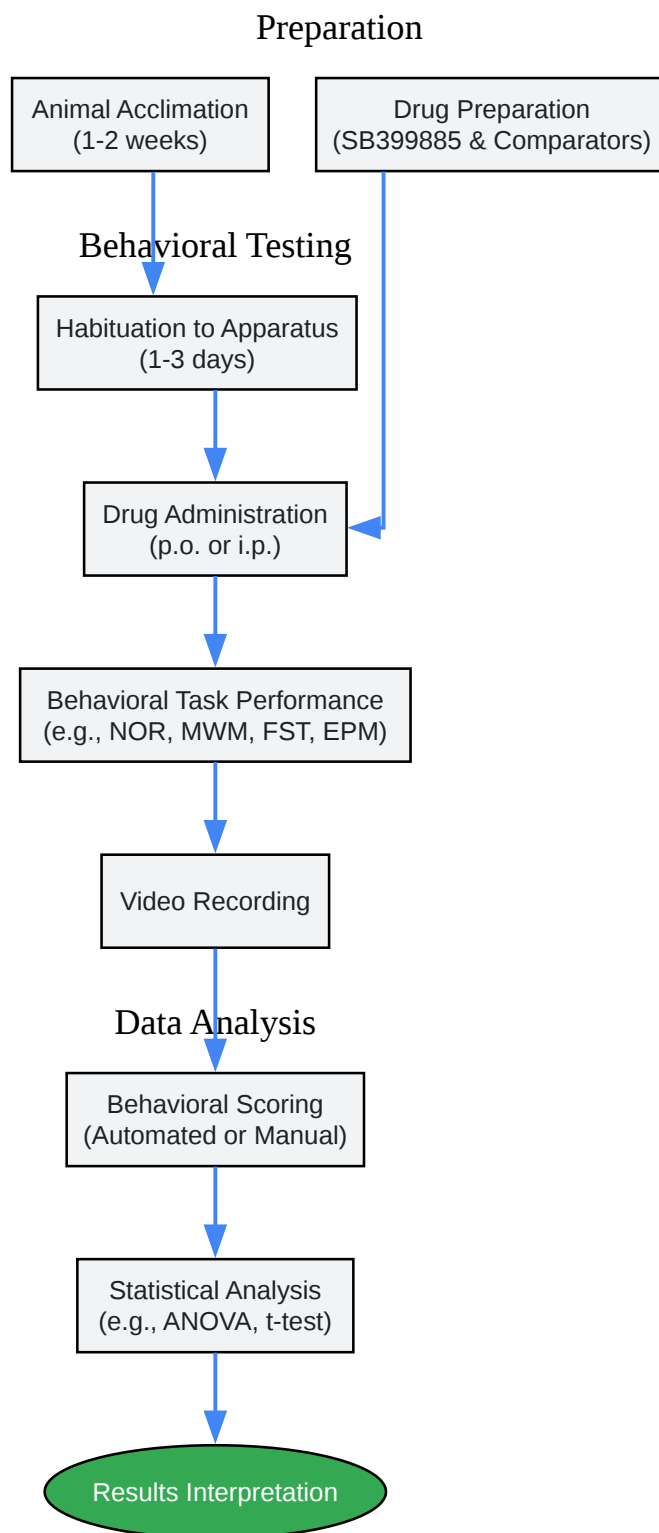 Preparation
Animal Acclimation
(1-2 weeks)
Drug Preparation
(SB399885 & Comparators)
Behavioral Testing
Habituation to Apparatus
(1-3 days)
Drug Administration
(p.o. or i.p.)
Behavioral Task Performance
(e.g., NOR, MWM, FST, EPM)
Video Recording
Data Analysis
Behavioral Scoring
(Automated or Manual)
Statistical Analysis
(e.g., ANOVA, t-test)
Results Interpretation